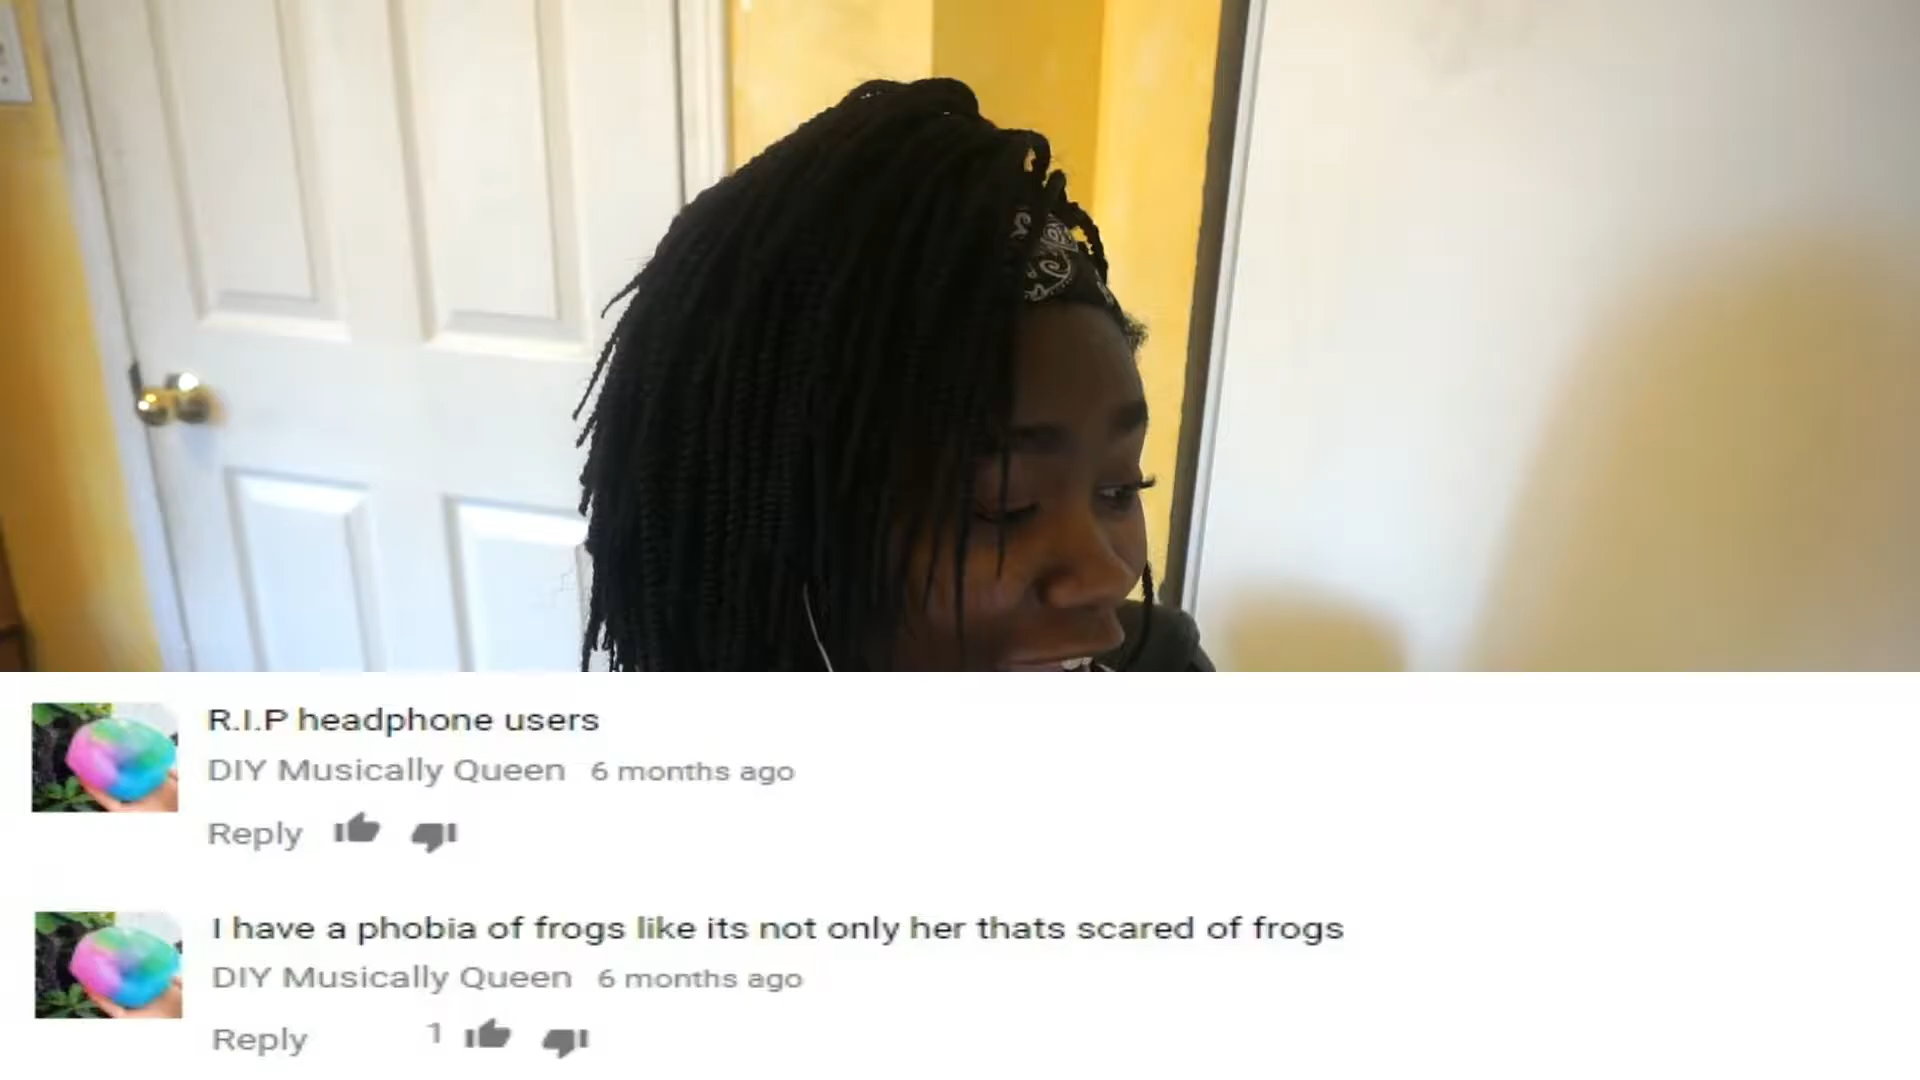 R.I.P headphone users
DIY Musically Queen 6 months ago
Reply
I have a phobia of frogs like its not only her thats scared of frogs
DIY Musically Queen 6 months ago
Reply 1